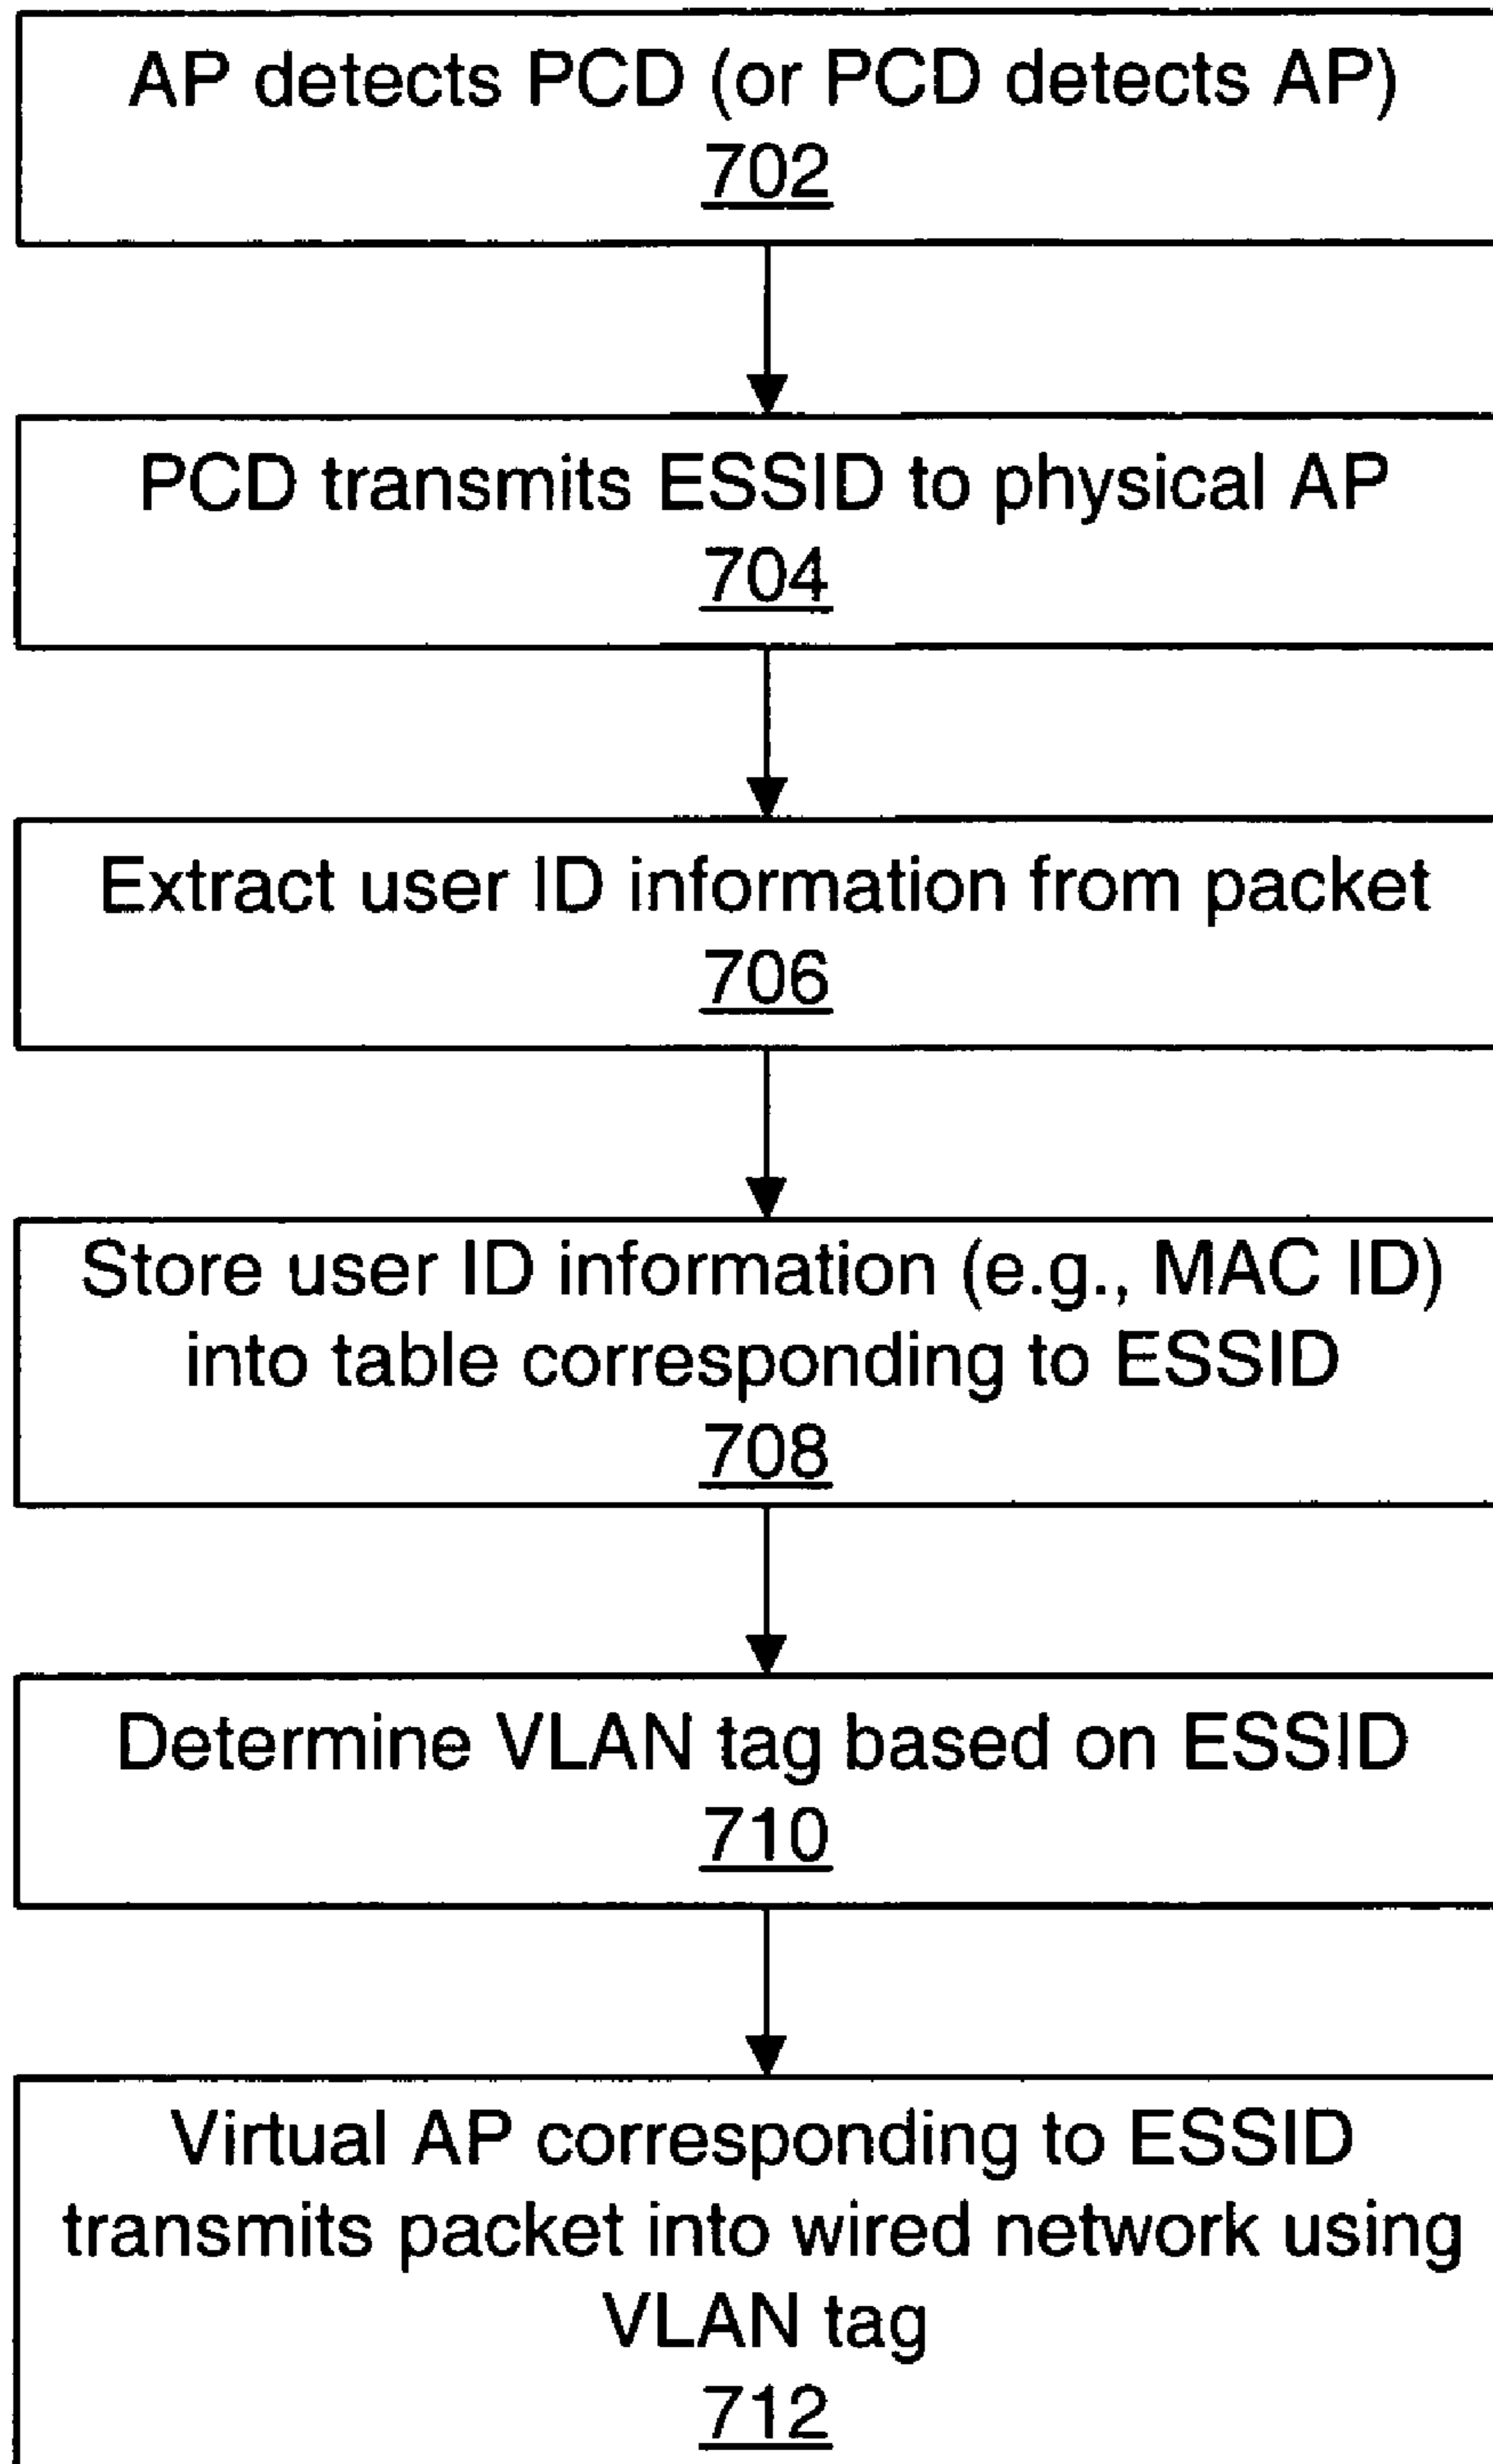 AP detects PCD (or PCD detects AP)
702
PCD transmits ESSID to physical AP
704
Extract user ID information from packet
706
Store user ID information (e.g., MAC ID)
into table corresponding to ESSID
708
Determine VLAN tag based on ESSID
710
Virtual AP corresponding to ESSID
transmits packet into wired network using
VLAN tag
712